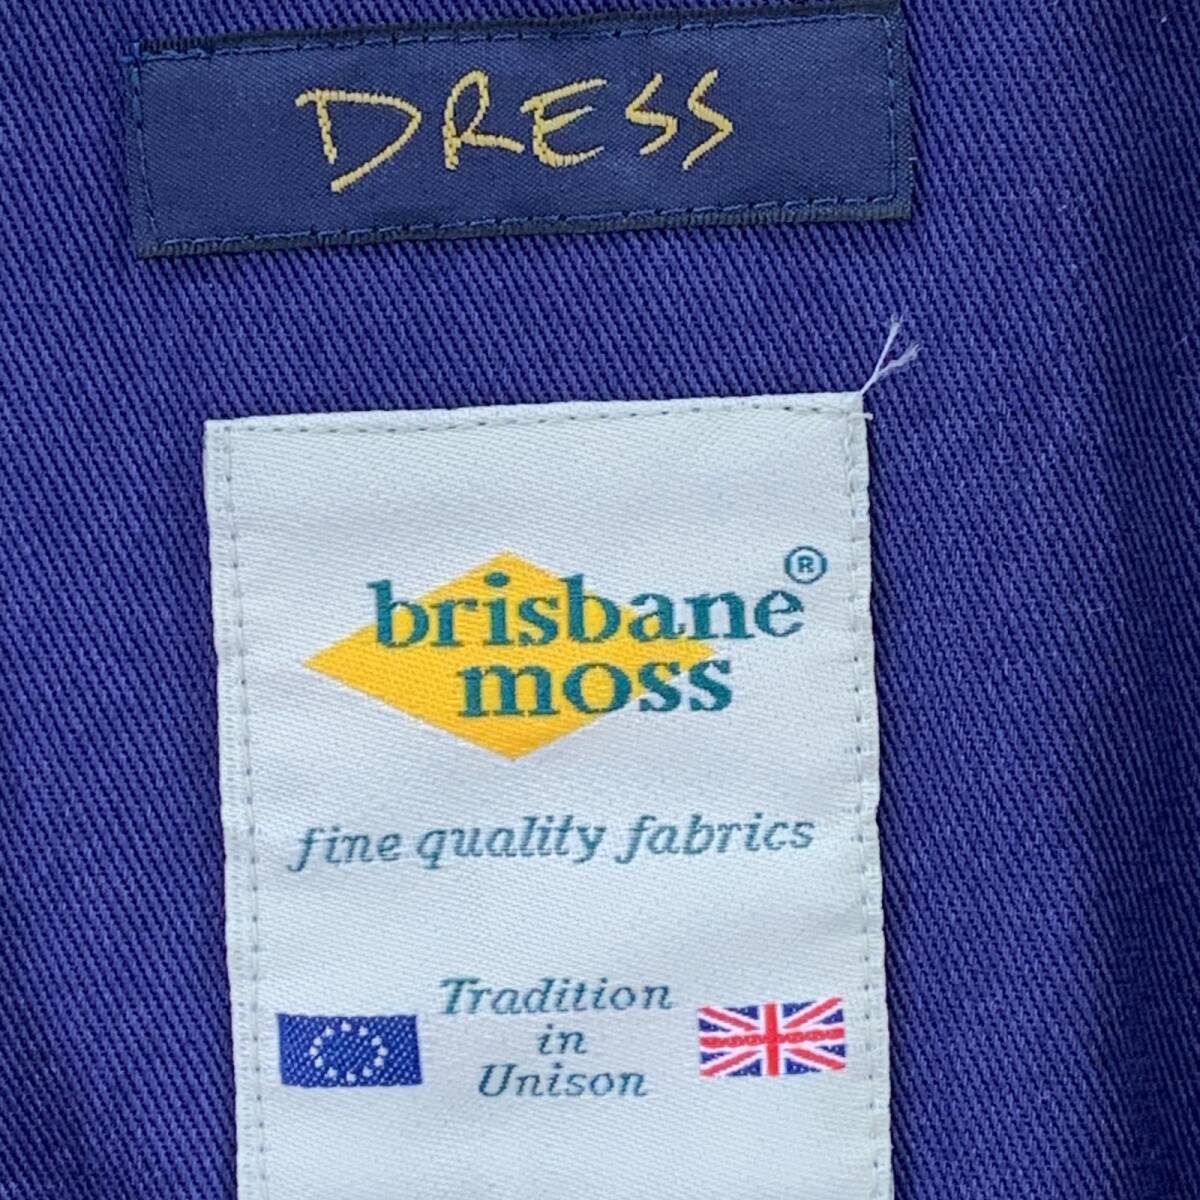 DRESS
brisbane®
moss
fine quality fabrics
Tradition
in
Unison